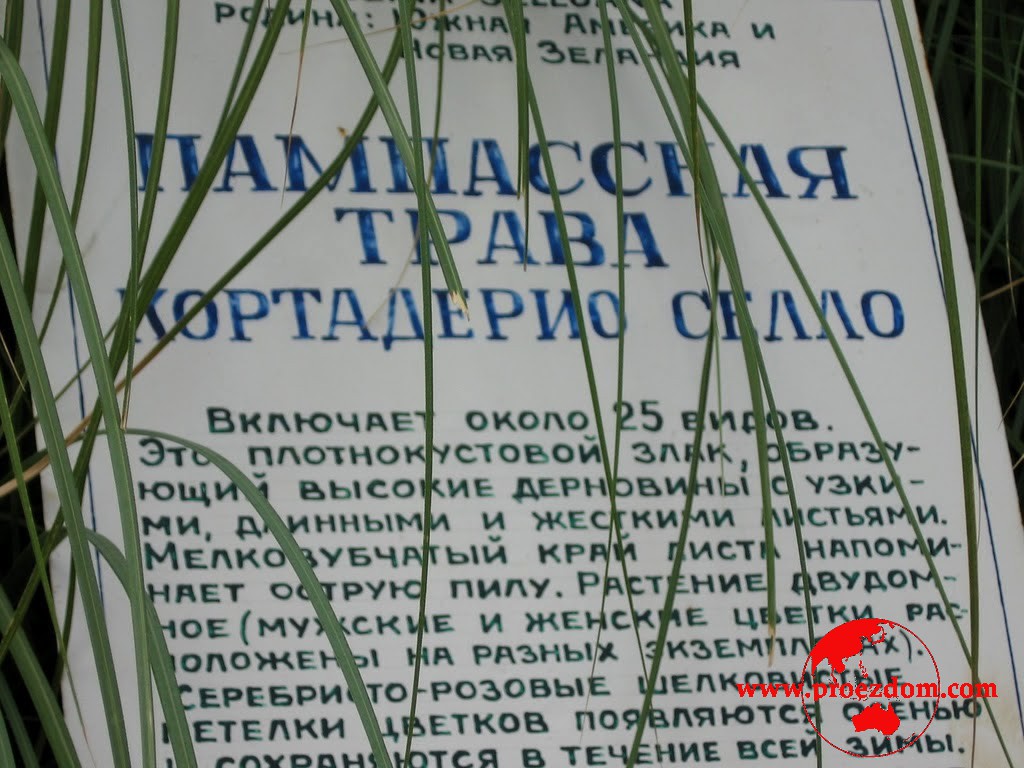 Родина: Южная Америка и
Новая Зеландия
ПАМПАССКАЯ
ТРАВА
КОРТАДЕРИО СЕЛЛО
Включает около 25 видов.
Это плотнокустовой злак, образу-
ющий высокие дерновины с узки-
ми, длинными и жесткими листьями.
Мелкозубчатый край листа напоми-
нает острую пилу. Растение двудом-
ное (мужские и женские цветки рас-
положены на разных экземплярах).
Серебристо-розовые шелковистые
петелки цветков появляются осенью
и сохраняются в течение всей зимы.
www.proezdom.com